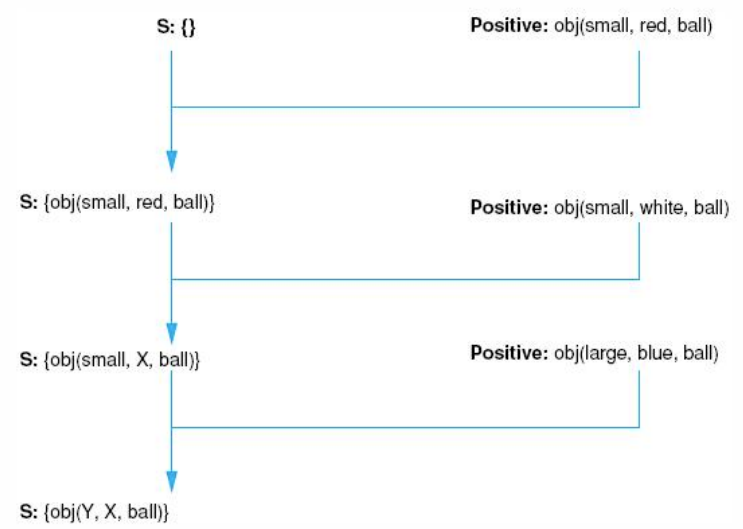 S: {}
Positive: obj(small, red, ball)
S: {obj(small, red, ball)}
Positive: obj(small, white, ball)
S: {obj(small, X, ball)}
Positive: obj(large, blue, ball)
S: {obj(Y, X, ball)}